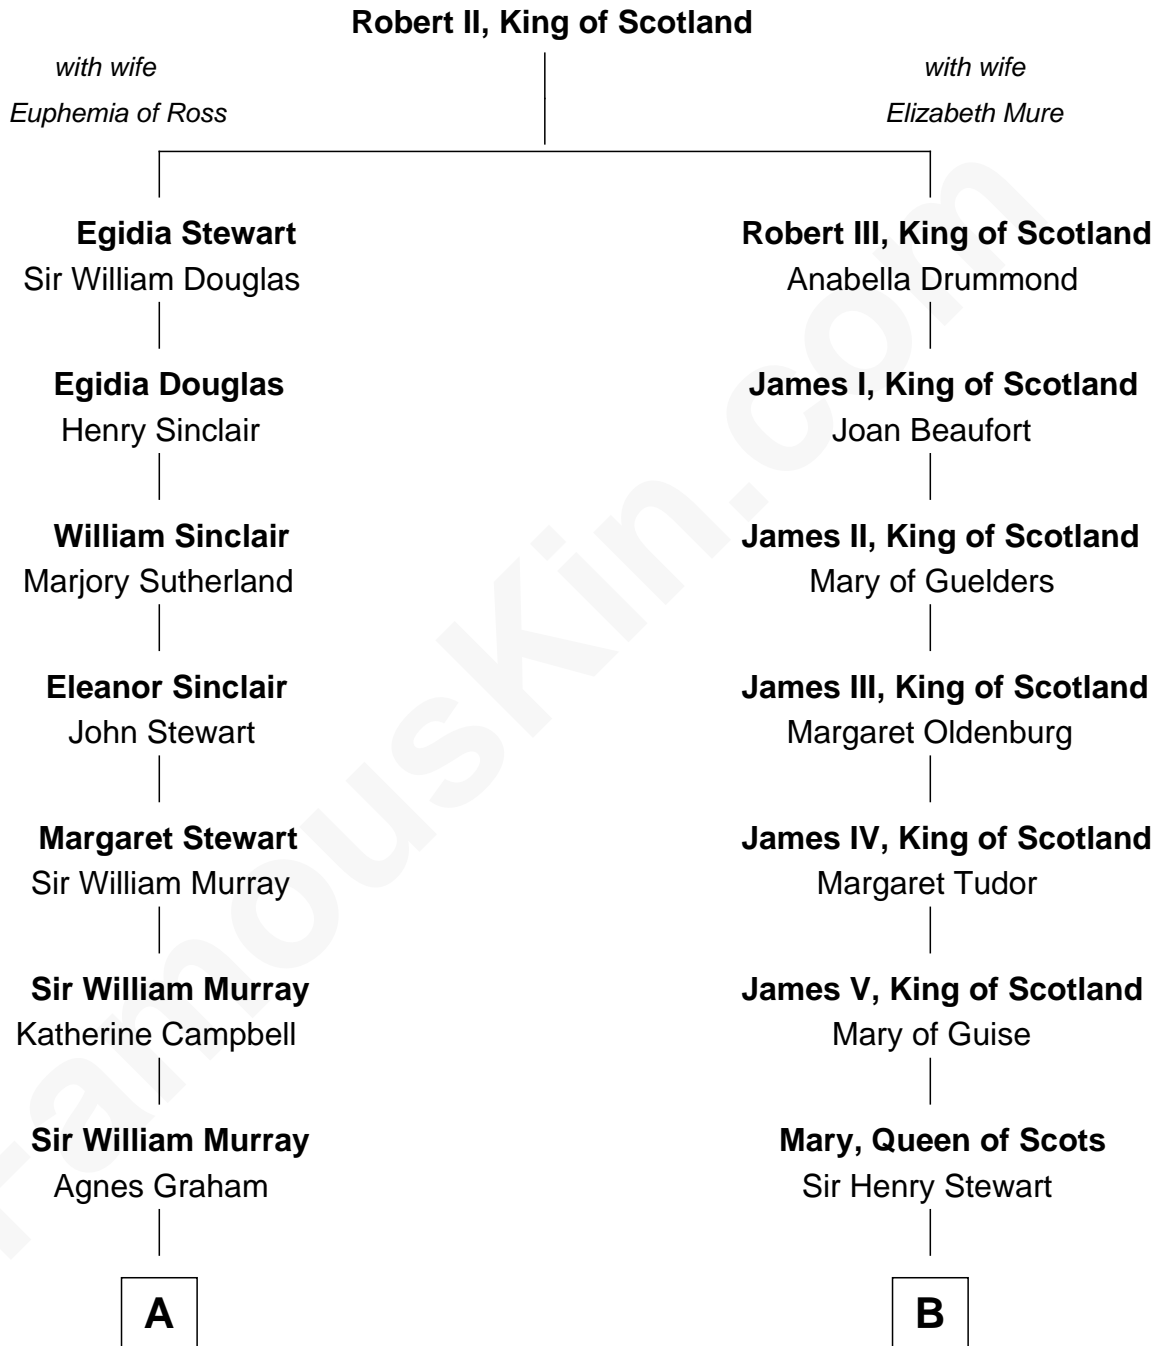 Robert II, King of Scotland
with wife
Euphemia of Ross
with wife
Elizabeth Mure
Egidia Stewart
Sir William Douglas
Robert III, King of Scotland
Anabella Drummond
Egidia Douglas
Henry Sinclair
James I, King of Scotland
Joan Beaufort
William Sinclair
Marjory Sutherland
James II, King of Scotland
Mary of Guelders
Eleanor Sinclair
John Stewart
James III, King of Scotland
Margaret Oldenburg
Margaret Stewart
Sir William Murray
James IV, King of Scotland
Margaret Tudor
Sir William Murray
Katherine Campbell
James V, King of Scotland
Mary of Guise
Sir William Murray
Agnes Graham
Mary, Queen of Scots
Sir Henry Stewart
A
B
FamousKin.com